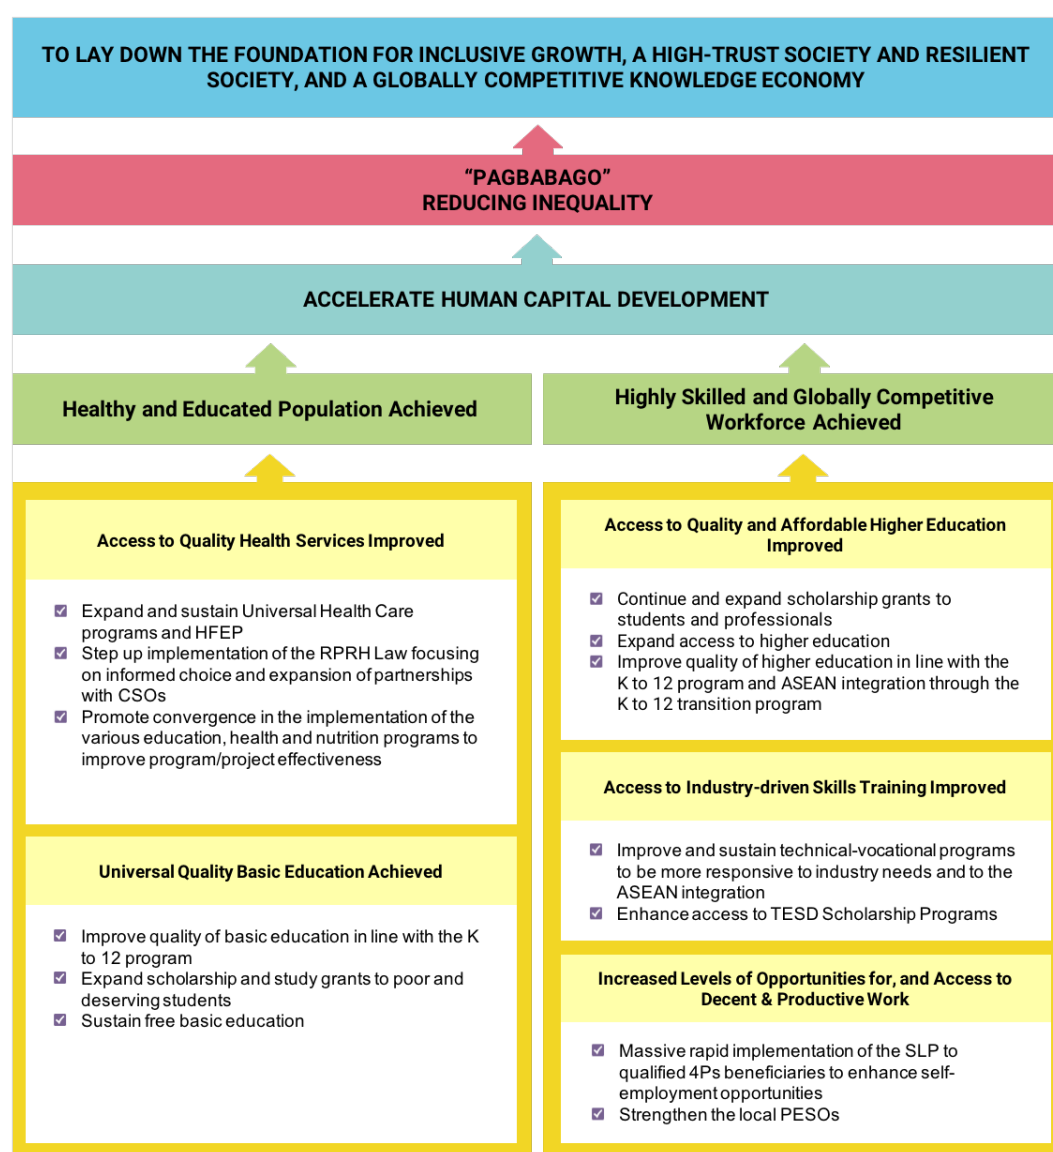 TO LAY DOWN THE FOUNDATION FOR INCLUSIVE GROWTH, A HIGH-TRUST SOCIETY AND RESILIENT
SOCIETY, AND A GLOBALLY COMPETITIVE KNOWLEDGE ECONOMY
“PAGBABAGO”
REDUCING INEQUALITY
ACCELERATE HUMAN CAPITAL DEVELOPMENT
Healthy and Educated Population Achieved
Access to Quality Health Services Improved
Expand and sustain Universal Health Care
programs and HFEP
Step up implementation of the RPRH Law focusing
on informed choice and expansion of partnerships
with CSOs
Promote convergence in the implementation of the
various education, health and nutrition programs to
improve program/project effectiveness
Universal Quality Basic Education Achieved
Improve quality of basic education in line with the K
to 12 program
Expand scholarship and study grants to poor and
deserving students
Sustain free basic education
Highly Skilled and Globally Competitive
Workforce Achieved
Access to Quality and Affordable Higher Education
Improved
Continue and expand scholarship grants to
students and professionals
Expand access to higher education
Improve quality of higher education in line with the
K to 12 program and ASEAN integration through the
K to 12 transition program
Access to Industry-driven Skills Training Improved
Improve and sustain technical-vocational programs
to be more responsive to industry needs and to the
ASEAN integration
Enhance access to TESD Scholarship Programs
Increased Levels of Opportunities for, and Access to
Decent & Productive Work
Massive rapid implementation of the SLP to
qualified 4Ps beneficiaries to enhance self-
employment opportunities
Strengthen the local PESOs